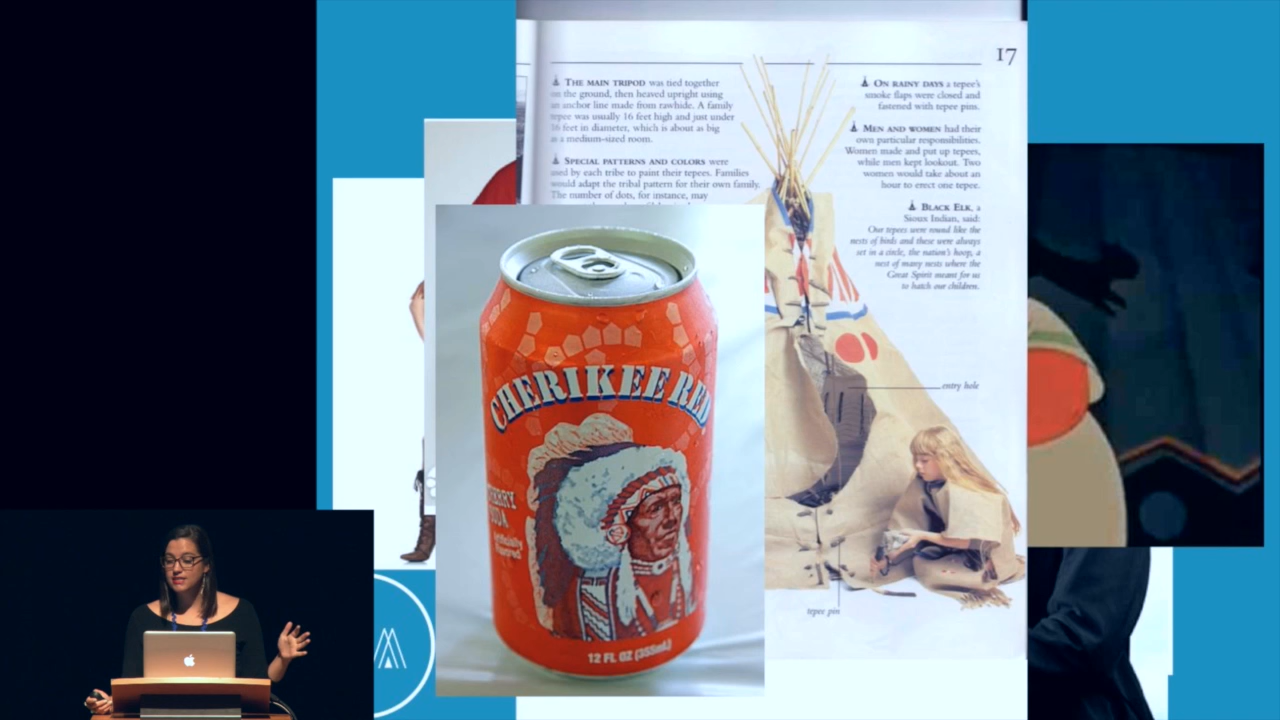 17
THE MAIN TRIPOD was tied together
on the ground, then heaved upright using
an anchor line made from rawhide. A family
tepee was usually 16 feet high and just under
16 feet in diameter, which is about as big
as a medium-sized room.
SPECIAL PATTERNS AND COLORS were
used by each tribe to paint their tepees. Families
would adapt the tribal pattern for their own family.
The number of dots, for instance, may
ON RAINY DAYS a tepee's
smoke flaps were closed and
fastened with tepee pins.
MEN AND WOMEN had their
own particular responsibilities.
Women made and put up tepees,
while men kept lookout. Two
women would take about an
hour to erect one tepee.
BLACK ELK, a
Sioux Indian, said:
Our tepees were round like the
nests of birds and these were always
set in a circle, the nation's hoop, a
nest of many nests where the
Great Spirit meant for us
to hatch our children.
entry hole
tepee pin
CHERIKEE RED
CHERRY
SODA
Artificially
Flavored
12 FL OZ (355mL)